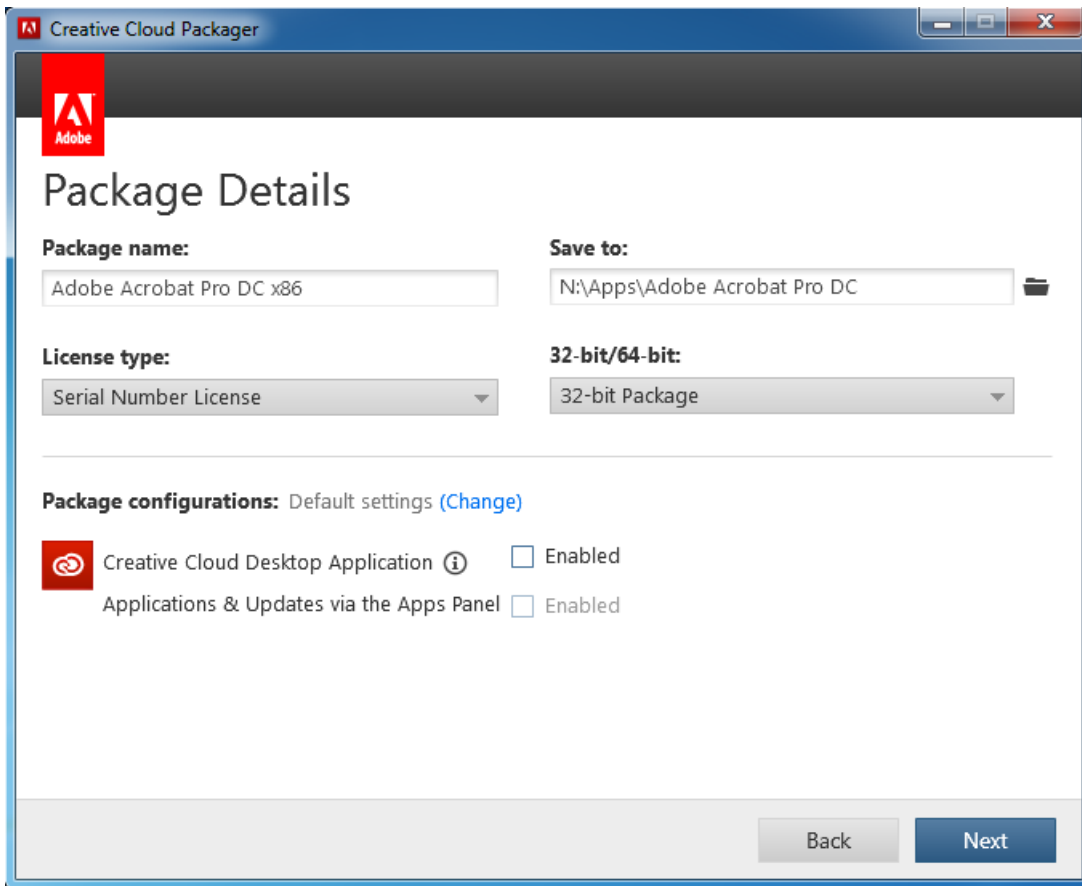 Creative Cloud Packager
Adobe
Package Details
Package name:
Adobe Acrobat Pro DC x86
Save to:
N:\Apps\Adobe Acrobat Pro DC
License type:
Serial Number License
32-bit/64-bit:
32-bit Package
Package configurations: Default settings (Change)
Creative Cloud Desktop Application Enabled
Applications & Updates via the Apps Panel Enabled
Back
Next